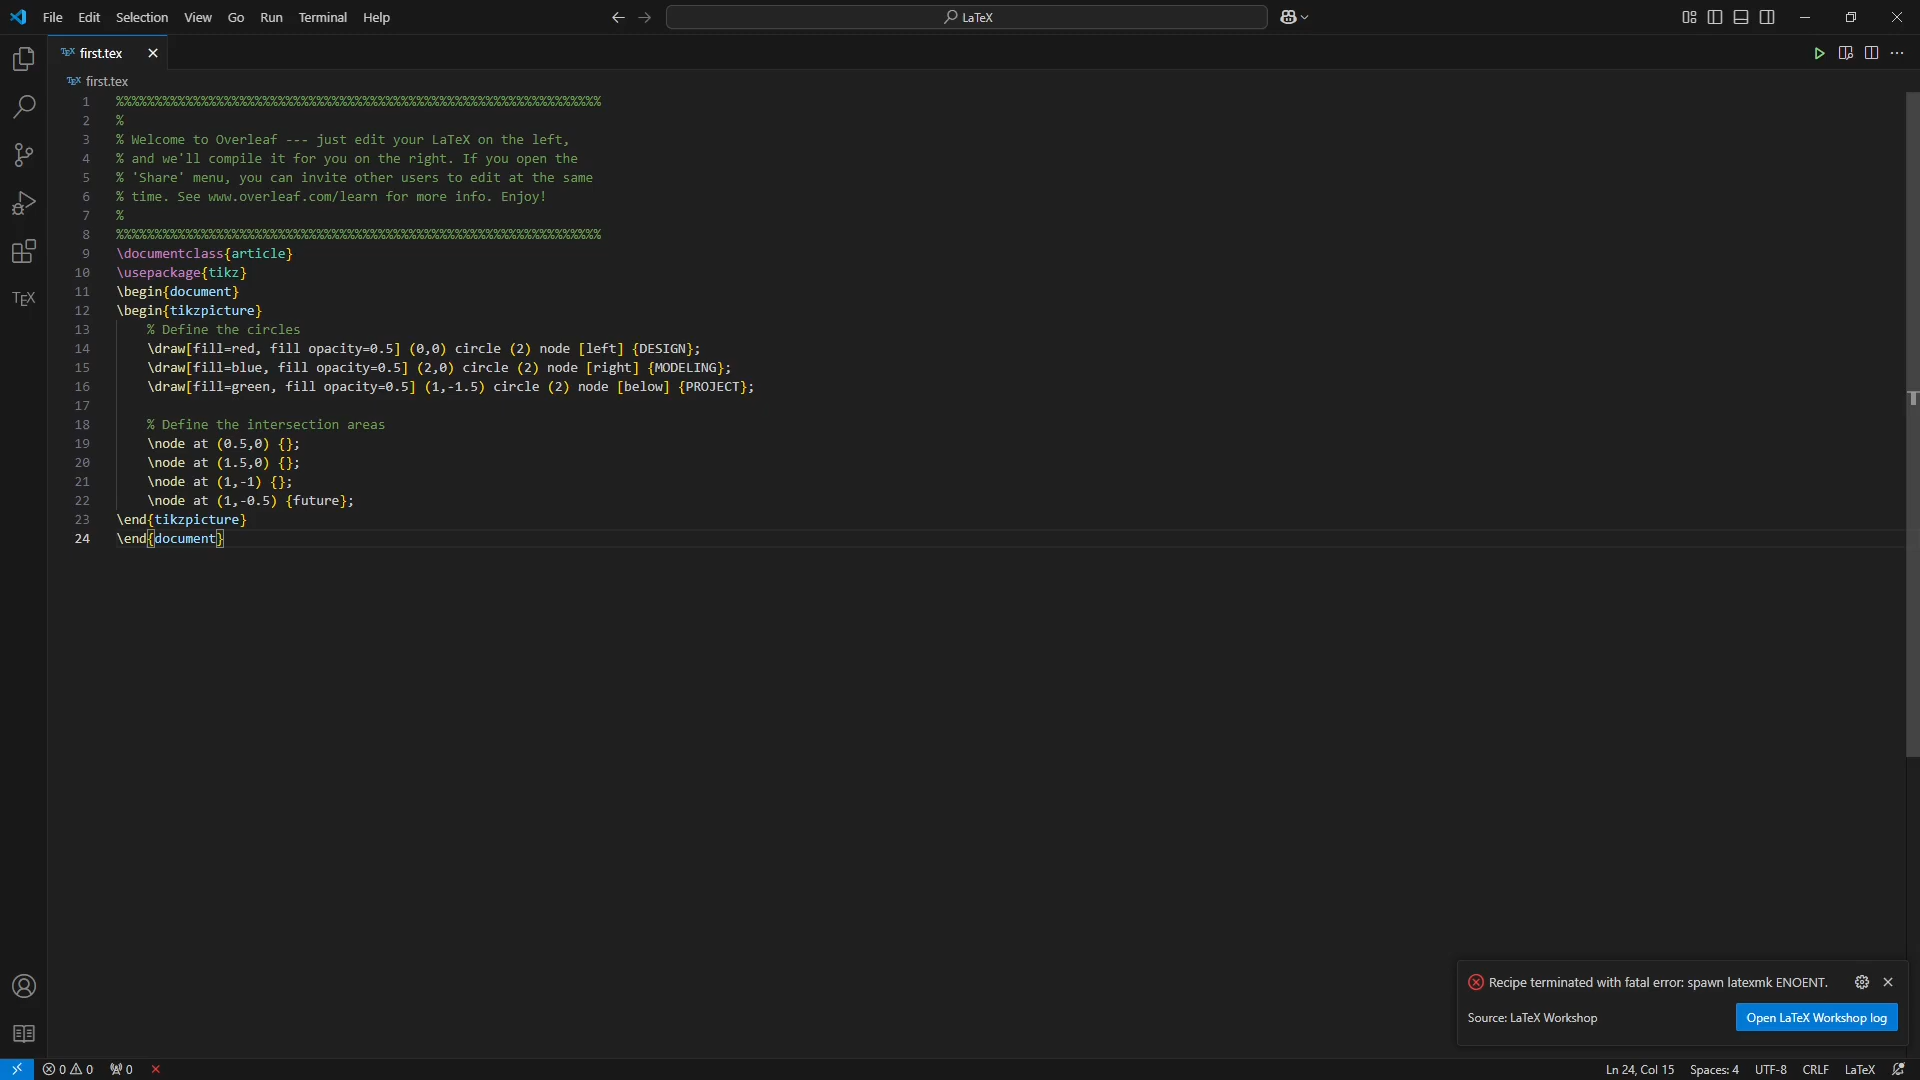 File Edit Selection View Go Run Terminal Help
LaTeX
TEX first.tex
TEX first.tex
1 %%%%%%%%%%%%%%%%%%%%%%%%%%%%%%%%%%%%%%%%%%%%%%%%%%%%%%%%%%%%%%%
2 %
3 % Welcome to Overleaf --- just edit your LaTeX on the left,
4 % and we'll compile it for you on the right. If you open the
5 % 'Share' menu, you can invite other users to edit at the same
6 % time. See www.overleaf.com/learn for more info. Enjoy!
7 %
8 %%%%%%%%%%%%%%%%%%%%%%%%%%%%%%%%%%%%%%%%%%%%%%%%%%%%%%%%%%%%%%%
9 \documentclass{article}
10 \usepackage{tikz}
11 \begin{document}
12 \begin{tikzpicture}
13 % Define the circles
14 \draw[fill=red, fill opacity=0.5] (0,0) circle (2) node [left] {DESIGN};
15 \draw[fill=blue, fill opacity=0.5] (2,0) circle (2) node [right] {MODELING};
16 \draw[fill=green, fill opacity=0.5] (1,-1.5) circle (2) node [below] {PROJECT};
17
18 % Define the intersection areas
19 \node at (0.5,0) {};
20 \node at (1.5,0) {};
21 \node at (1,-1) {};
22 \node at (1,-0.5) {future};
23 \end{tikzpicture}
24 \end{document}
TEX
Recipe terminated with fatal error: spawn latexmk ENOENT.
Source: LaTeX Workshop
Open LaTeX Workshop log
0 0 0 Ln 24, Col 15 Spaces: 4 UTF-8 CRLF LaTeX